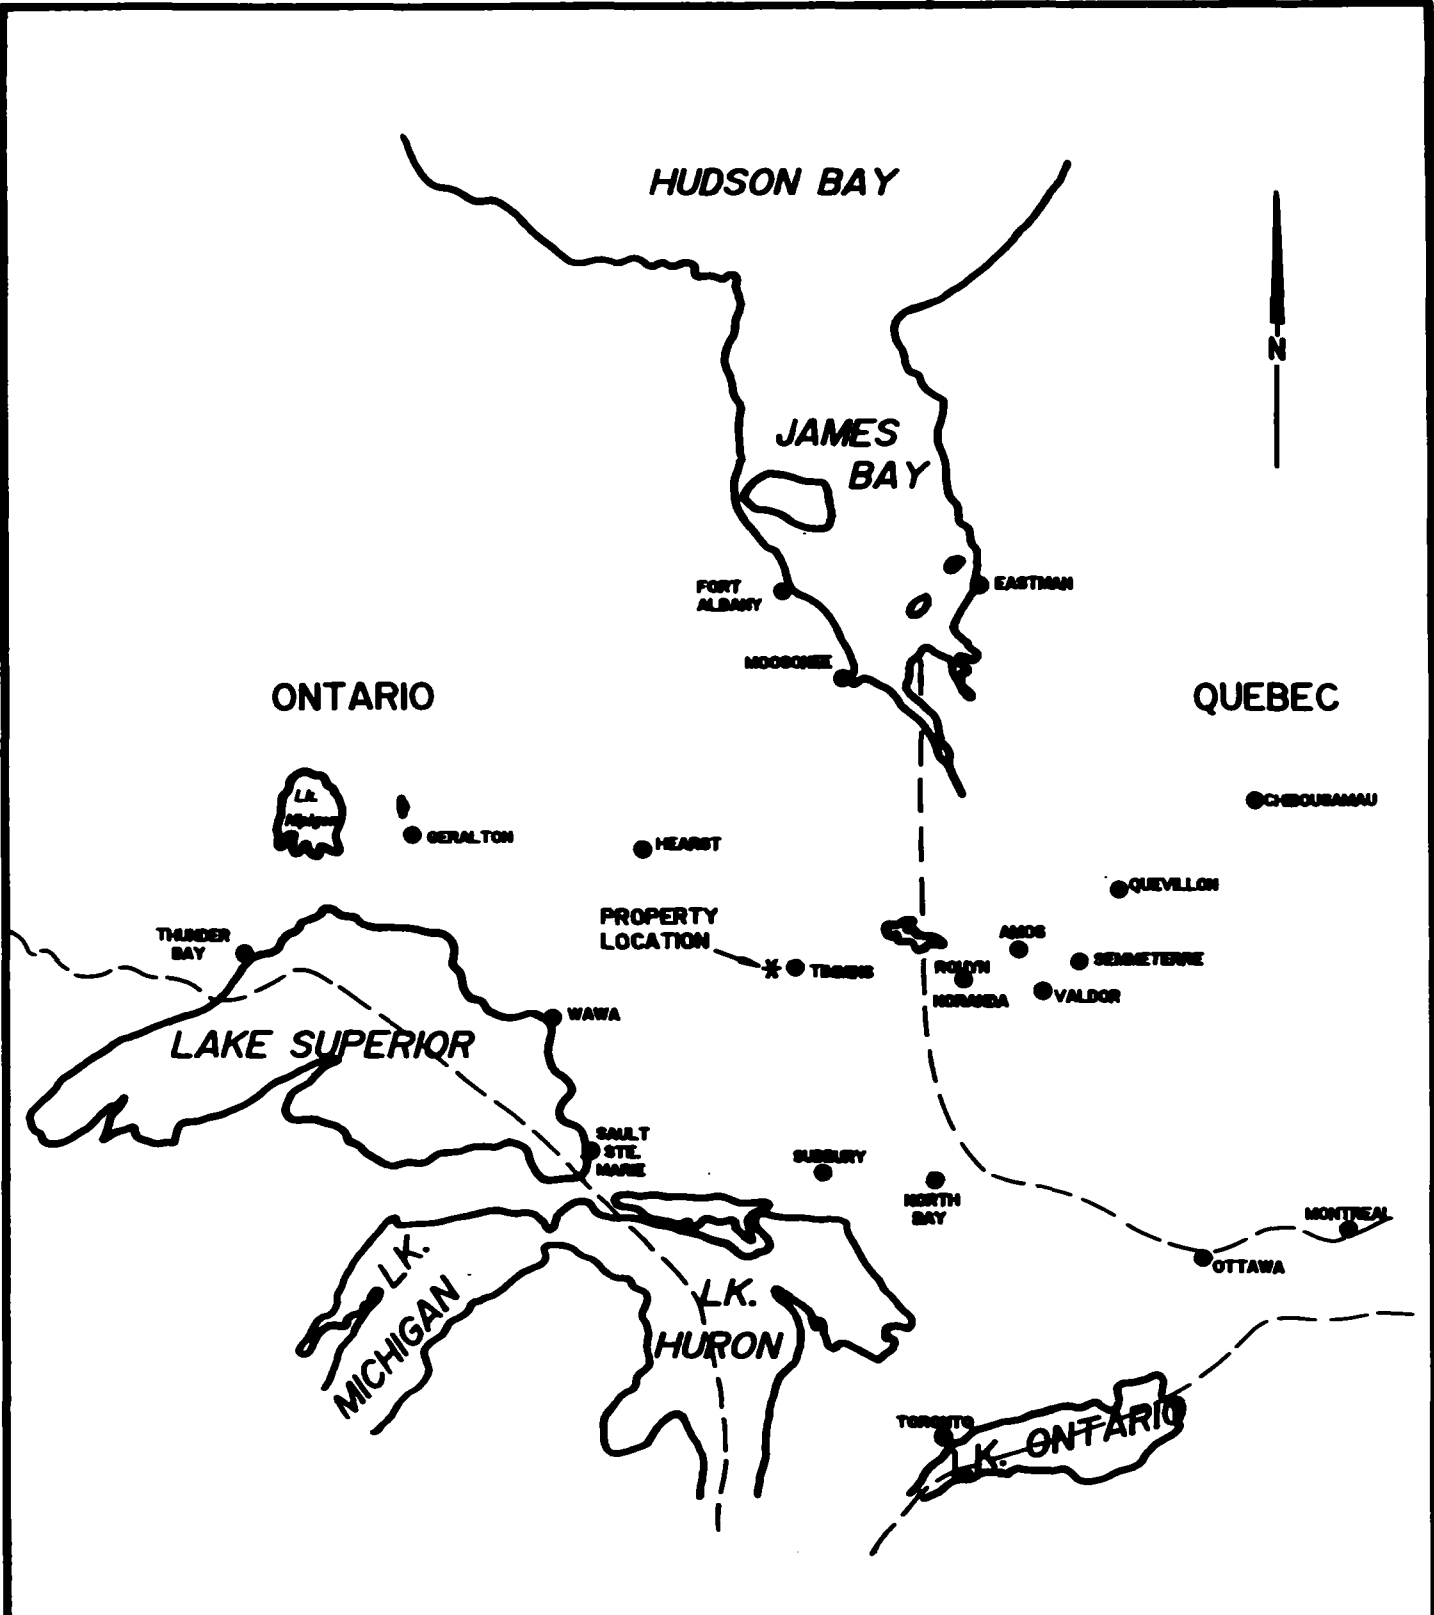 HUDSON BAY
N
JAMES
BAY
FORT
ALBANY
EASTMAN
MOOSONEE
ONTARIO
QUEBEC
Lk.
Nipigon
GERALTON
HEARST
CHIBOUGAMAU
QUEVILLON
PROPERTY
LOCATION
THUNDER
BAY
TIMMINS
AMOS
ROUYN
NORANDA
SENNETERRE
VALDOR
WAWA
LAKE SUPERIOR
SAULT
STE.
MARIE
SUDBURY
NORTH
BAY
MONTREAL
OTTAWA
LK.
MICHIGAN
LK.
HURON
TORONTO
LK. ONTARIO